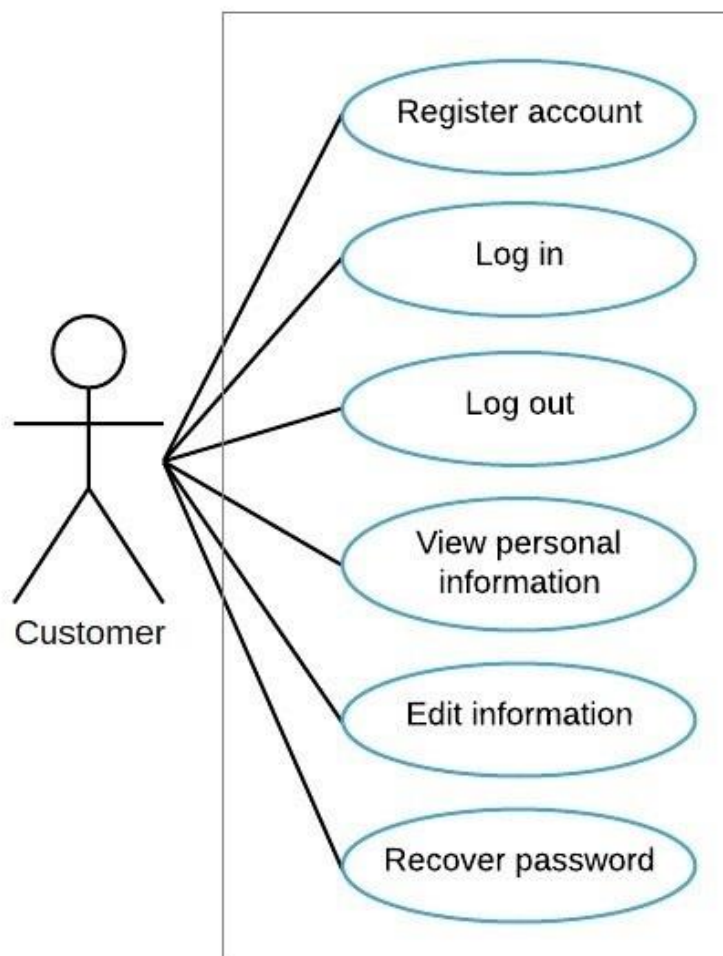 Register account
Log in
Log out
View personal
information
Customer
Edit information
Recover password